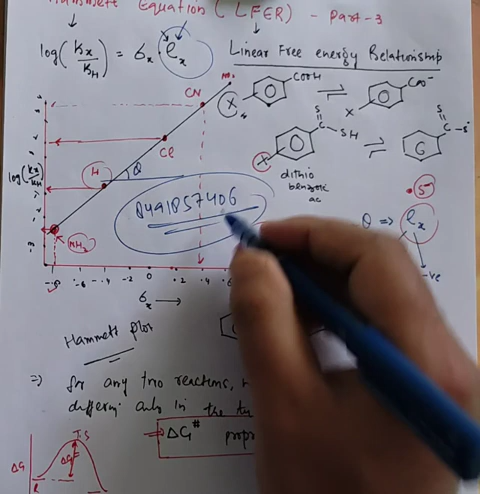 Hammett Equation (LFER) - Part-3
log(Kx/KH) = σx ρx
Linear Free energy Relationship
NO₂
CN
COOH
COO⁻
X
X
Cl
S
C
SH
S
C
S⁻
X
dithio
benzoic
ac
log(Kx/KH)
H
θ
8491857406
S⁻
θ => ρx
-ve
NH₂
-.6 -.4 -.2 0 .2 .4 .6
σx →
Hammett plot
=> for any two reactions,
differing only in the
=> ΔG#
T.S
ΔG
ΔG#
R